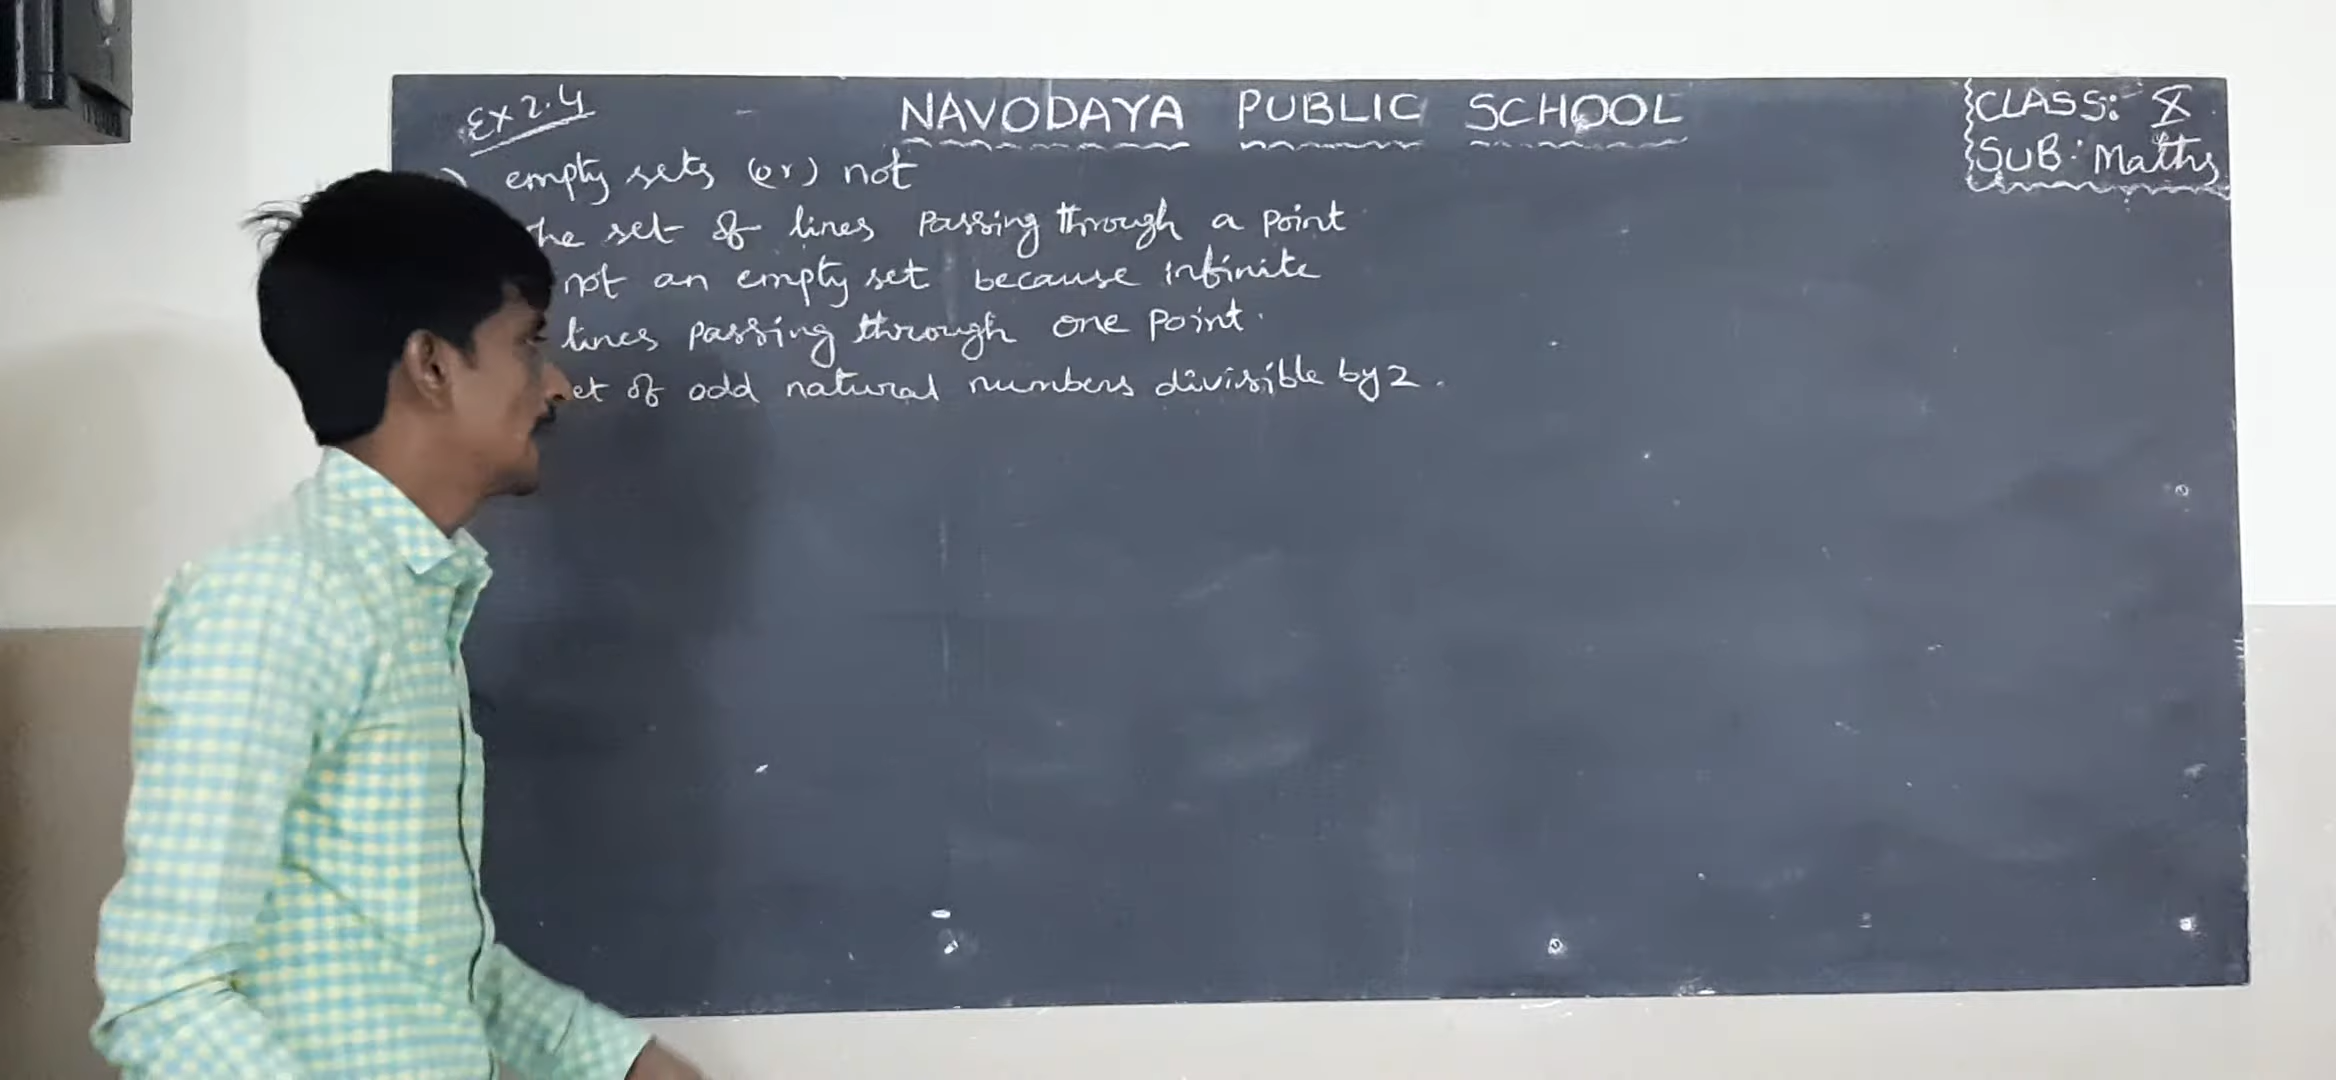 Ex 2.4
NAVODAYA PUBLIC SCHOOL
CLASS: X
SUB: Maths
) empty sets (or) not
he set of lines passing through a point
not an empty set because infinite
lines passing through one point.
et of odd natural numbers divisible by 2.